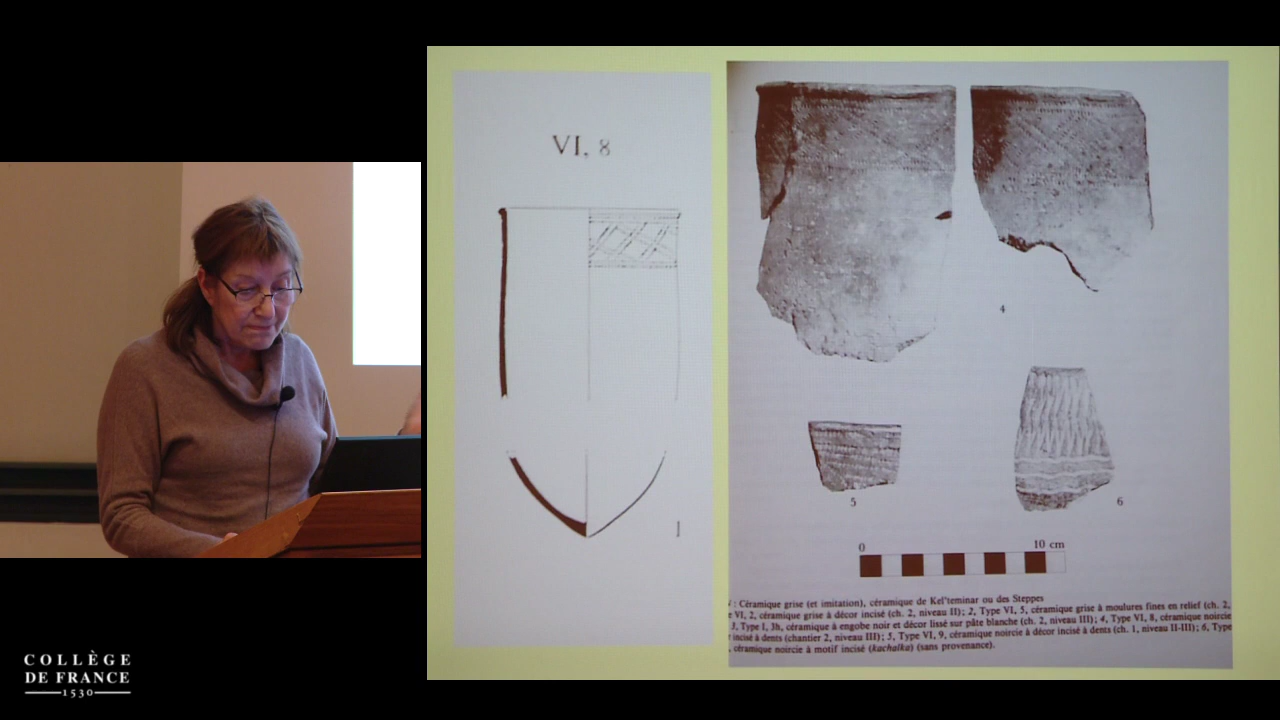 VI, 8
1
4
5
6
0
10 cm
: Céramique grise (et imitation), céramique de Kel'teminar ou des Steppes
VI, 2, céramique grise à décor incisé (ch. 2, niveau II); 2, Type VI, 5, céramique grise à moulures fines en relief (ch. 2,
3, Type I, 3h, céramique à engobe noir et décor lissé sur pâte blanche (ch. 2, niveau III); 4, Type VI, 8, céramique noircie
incisé à dents (chantier 2, niveau III); 5, Type VI, 9, céramique noircie à décor incisé à dents (ch. 1, niveau II-III); 6, Type
, céramique noircie à motif incisé (kachalka) (sans provenance).
COLLÈGE
DE FRANCE
1530